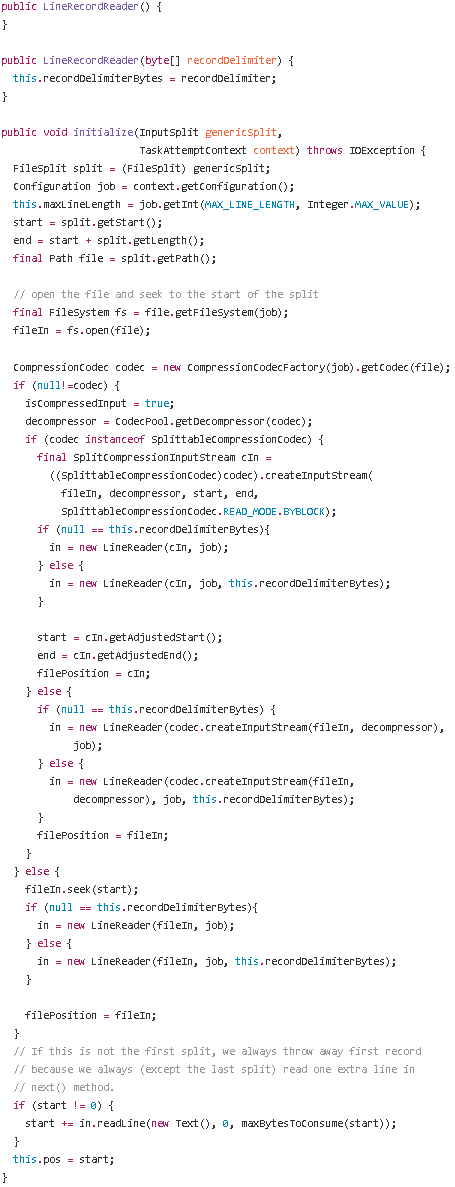 public LineRecordReader() {
}

public LineRecordReader(byte[] recordDelimiter) {
  this.recordDelimiterBytes = recordDelimiter;
}

public void initialize(InputSplit genericSplit,
                       TaskAttemptContext context) throws IOException {
  FileSplit split = (FileSplit) genericSplit;
  Configuration job = context.getConfiguration();
  this.maxLineLength = job.getInt(MAX_LINE_LENGTH, Integer.MAX_VALUE);
  start = split.getStart();
  end = start + split.getLength();
  final Path file = split.getPath();

  // open the file and seek to the start of the split
  final FileSystem fs = file.getFileSystem(job);
  fileIn = fs.open(file);

  CompressionCodec codec = new CompressionCodecFactory(job).getCodec(file);
  if (null!=codec) {
    isCompressedInput = true;
    decompressor = CodecPool.getDecompressor(codec);
    if (codec instanceof SplittableCompressionCodec) {
      final SplitCompressionInputStream cIn =
        ((SplittableCompressionCodec)codec).createInputStream(
          fileIn, decompressor, start, end,
          SplittableCompressionCodec.READ_MODE.BYBLOCK);
      if (null == this.recordDelimiterBytes){
        in = new LineReader(cIn, job);
      } else {
        in = new LineReader(cIn, job, this.recordDelimiterBytes);
      }

      start = cIn.getAdjustedStart();
      end = cIn.getAdjustedEnd();
      filePosition = cIn;
    } else {
      if (null == this.recordDelimiterBytes) {
        in = new LineReader(codec.createInputStream(fileIn, decompressor),
            job);
      } else {
        in = new LineReader(codec.createInputStream(fileIn,
            decompressor), job, this.recordDelimiterBytes);
      }
      filePosition = fileIn;
    }
  } else {
    fileIn.seek(start);
    if (null == this.recordDelimiterBytes){
      in = new LineReader(fileIn, job);
    } else {
      in = new LineReader(fileIn, job, this.recordDelimiterBytes);
    }

    filePosition = fileIn;
  }
  // If this is not the first split, we always throw away first record
  // because we always (except the last split) read one extra line in
  // next() method.
  if (start != 0) {
    start += in.readLine(new Text(), 0, maxBytesToConsume(start));
  }
  this.pos = start;
}